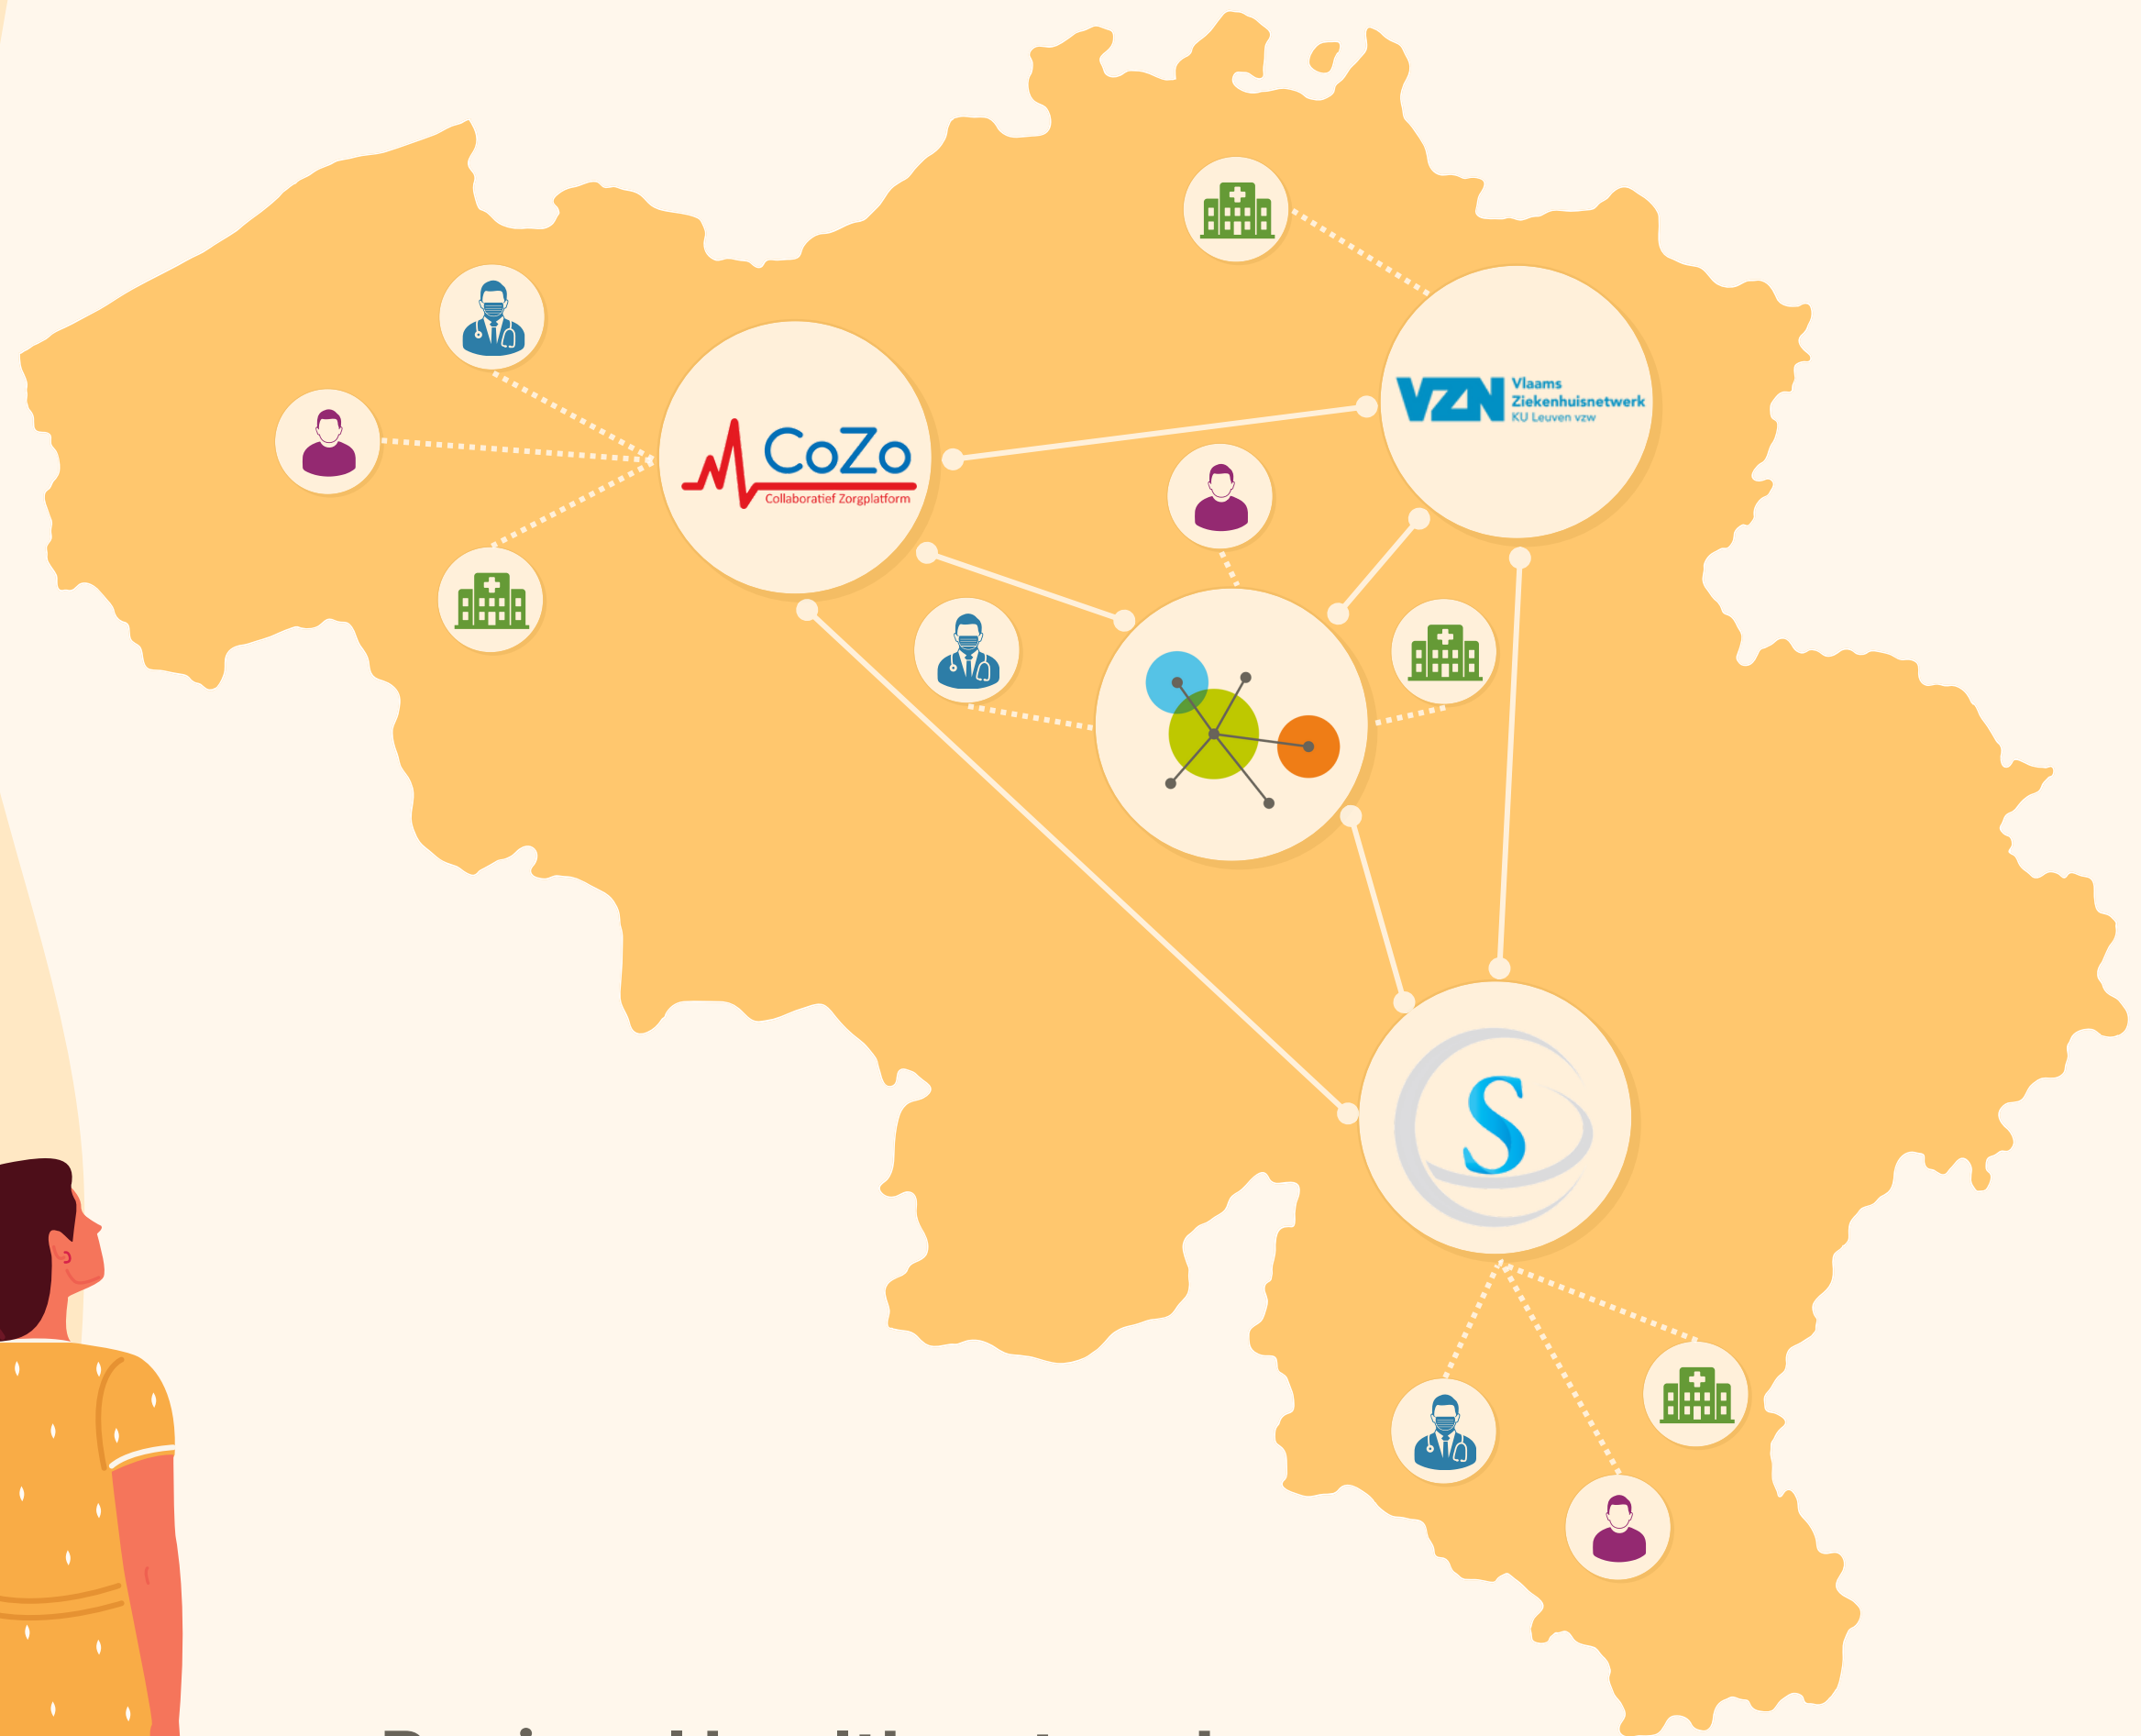 CoZo
Collaboratief Zorgplatform
VZN
Vlaams
Ziekenhuisnetwerk
KU Leuven vzw
S